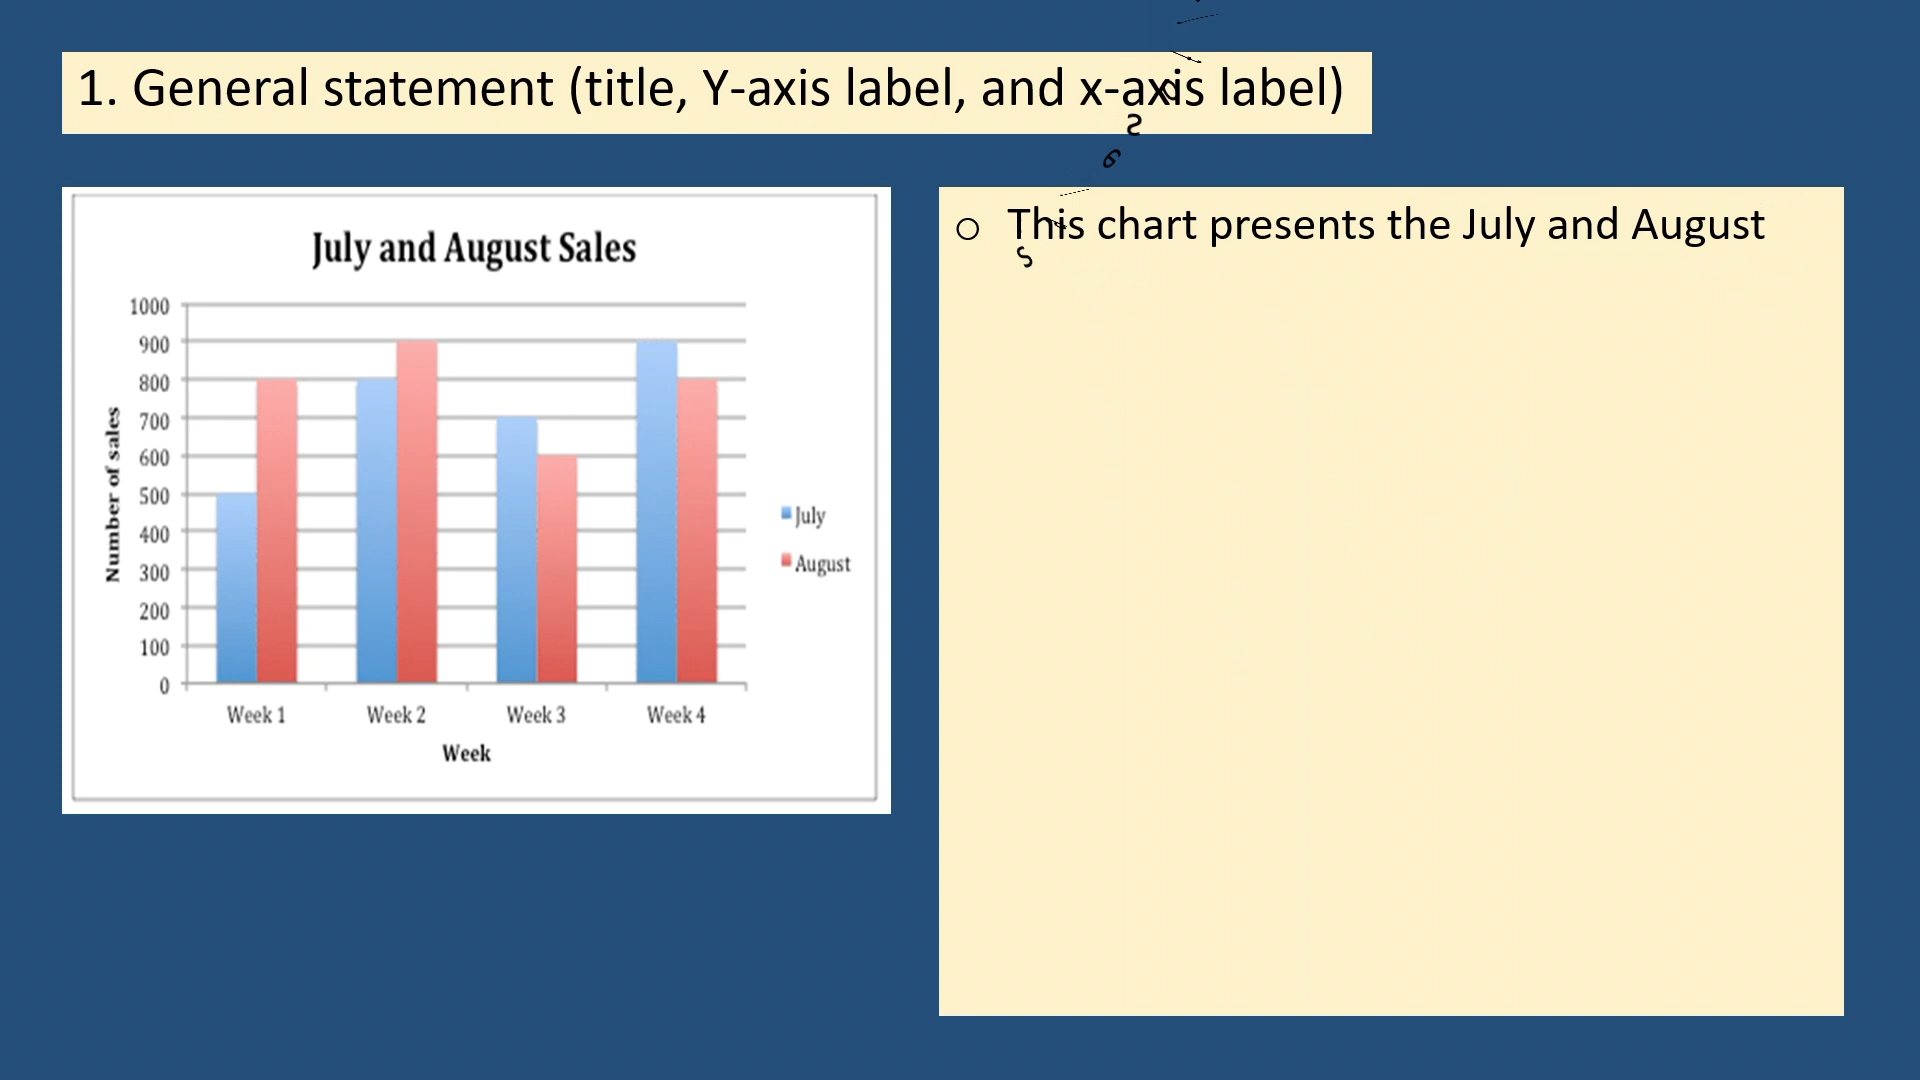 1. General statement (title, Y-axis label, and x-axis label)
July and August Sales
1000
900
800
700
600
500
400
300
200
100
0
Number of sales
Week 1 Week 2 Week 3 Week 4
Week
July
August
This chart presents the July and August
s